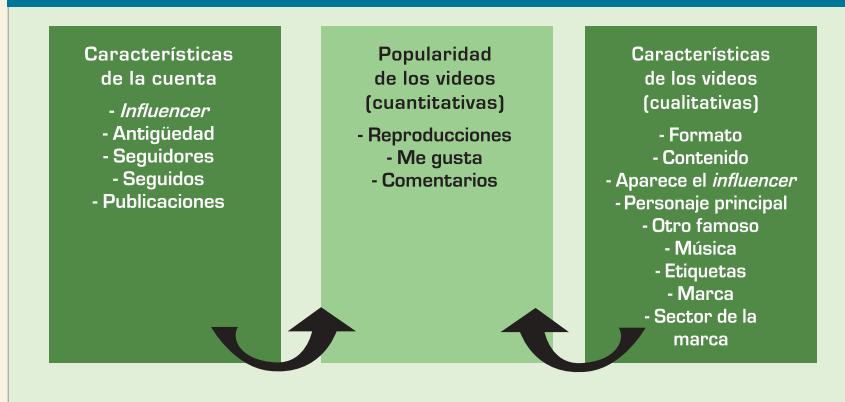 Características
de la cuenta
- Influencer
- Antigüedad
- Seguidores
- Seguidos
- Publicaciones
Popularidad
de los videos
(cuantitativas)
- Reproducciones
- Me gusta
- Comentarios
Características
de los videos
(cualitativas)
- Formato
- Contenido
- Aparece el influencer
- Personaje principal
- Otro famoso
- Música
- Etiquetas
- Marca
- Sector de la
marca